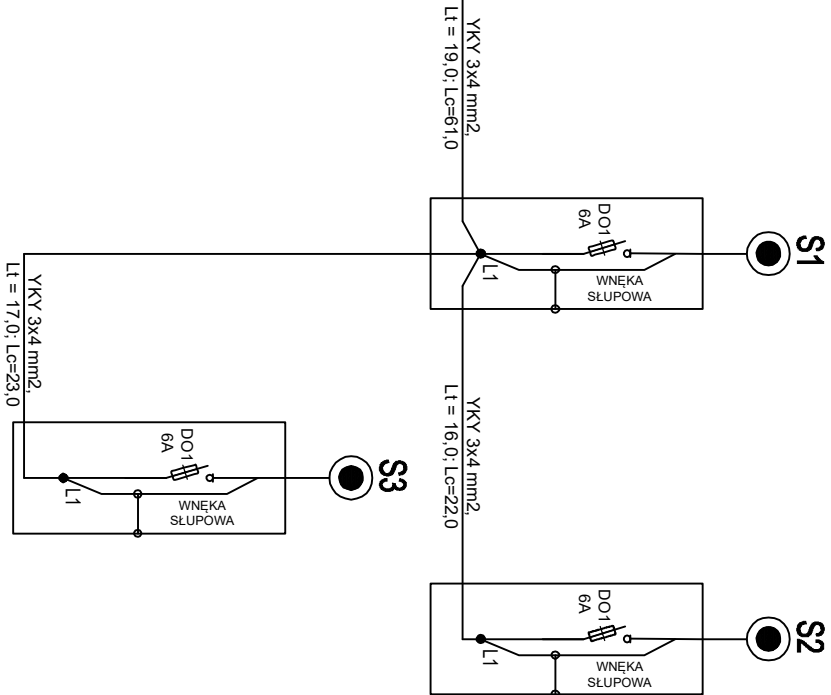 YKY 3x4 mm2,
Lt = 19,0; Lc=61,0
S1
DO1
6A
L1
WNĘKA
SŁUPOWA
YKY 3x4 mm2,
Lt = 17,0; Lc=23,0
S3
DO1
6A
L1
WNĘKA
SŁUPOWA
YKY 3x4 mm2,
Lt = 16,0; Lc=22,0
S2
DO1
6A
L1
WNĘKA
SŁUPOWA